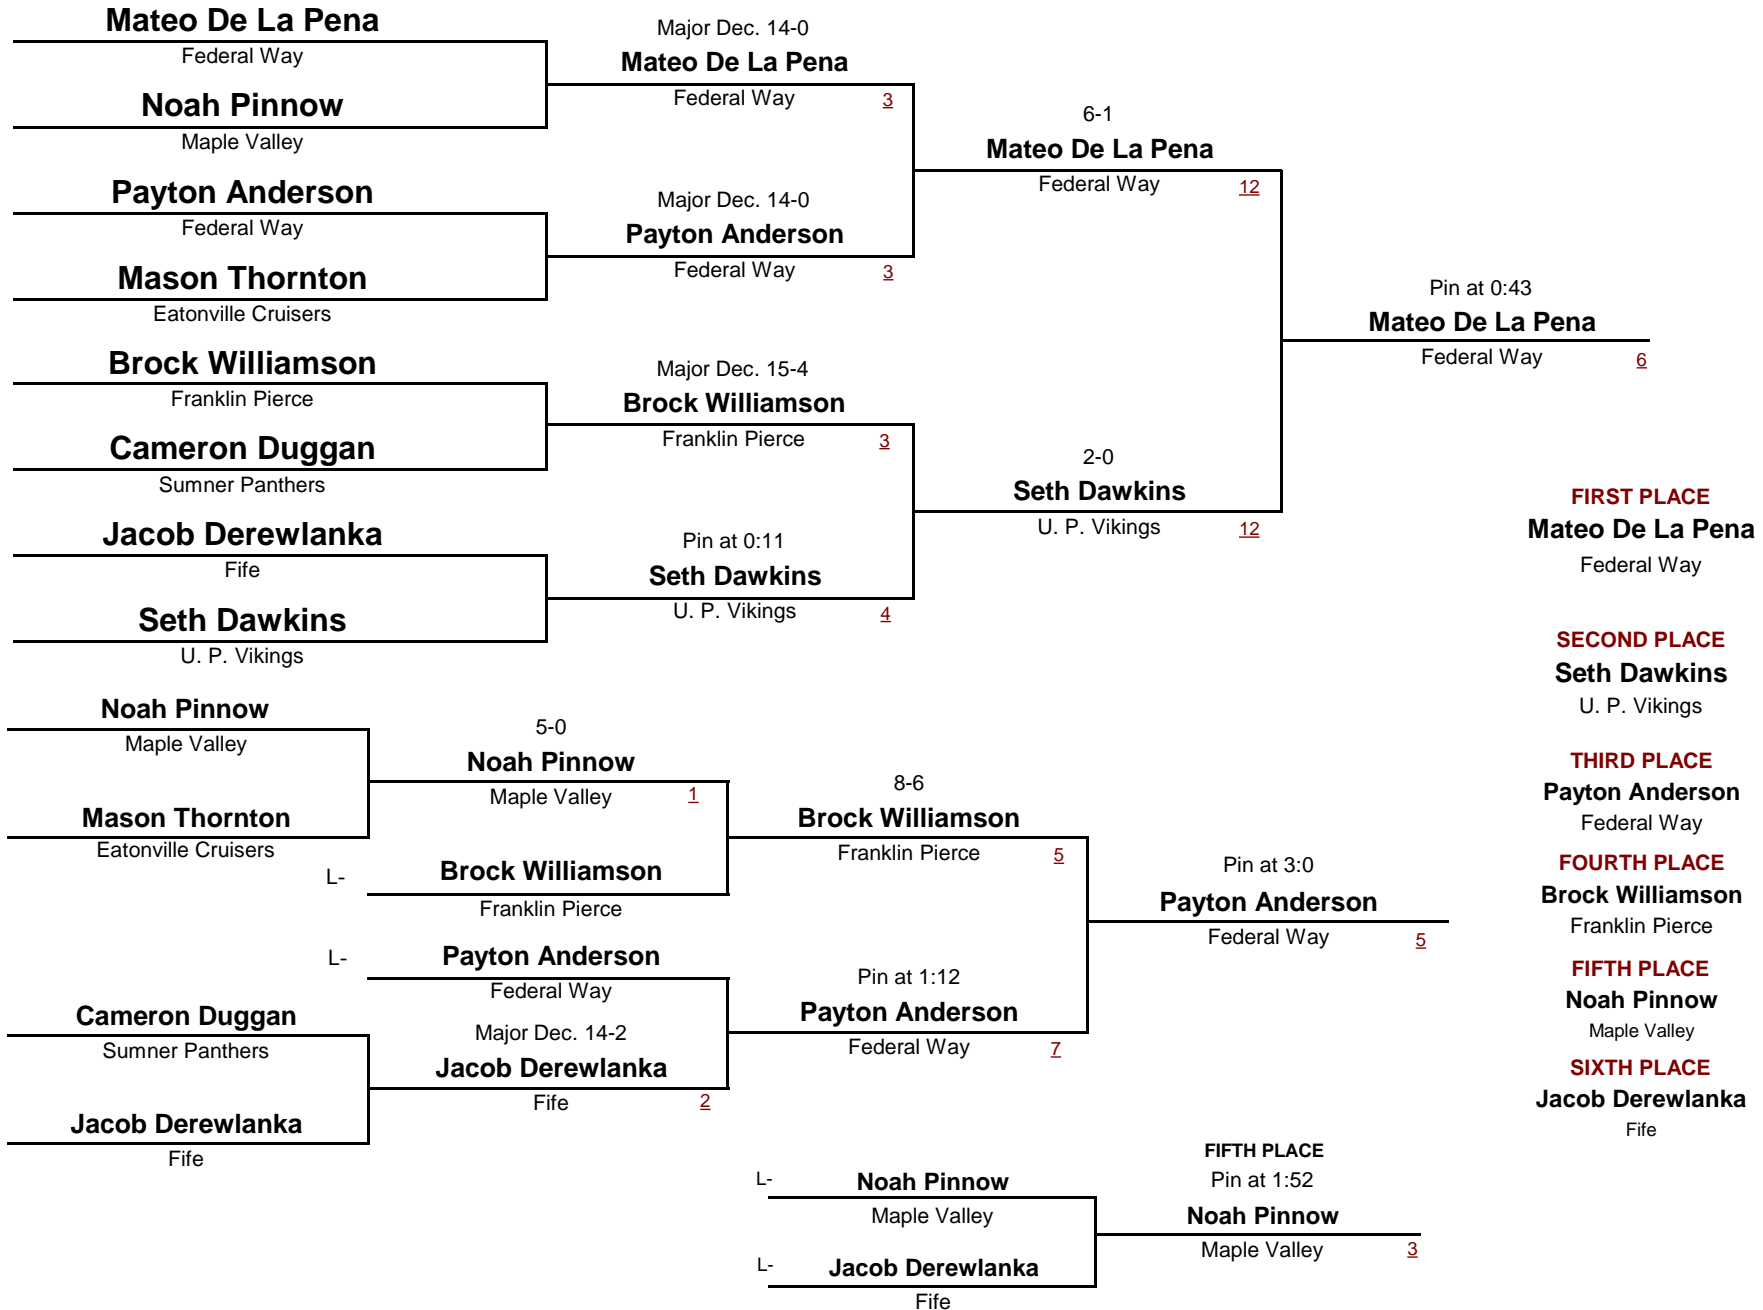 Mateo De La Pena
Federal Way
Noah Pinnow
Maple Valley
Payton Anderson
Federal Way
Mason Thornton
Eatonville Cruisers
Brock Williamson
Franklin Pierce
Cameron Duggan
Sumner Panthers
Jacob Derewlanka
Fife
Seth Dawkins
U. P. Vikings
Major Dec. 14-0
Mateo De La Pena
Federal Way 3
Major Dec. 14-0
Payton Anderson
Federal Way 3
Major Dec. 15-4
Brock Williamson
Franklin Pierce 3
Pin at 0:11
Seth Dawkins
U. P. Vikings 4
6-1
Mateo De La Pena
Federal Way 12
2-0
Seth Dawkins
U. P. Vikings 12
Pin at 0:43
Mateo De La Pena
Federal Way 6
Noah Pinnow
Maple Valley
Mason Thornton
Eatonville Cruisers
Cameron Duggan
Sumner Panthers
Jacob Derewlanka
Fife
5-0
Noah Pinnow
Maple Valley 1
L- Brock Williamson
Franklin Pierce
L- Payton Anderson
Federal Way
Major Dec. 14-2
Jacob Derewlanka
Fife 2
8-6
Brock Williamson
Franklin Pierce 5
Pin at 1:12
Payton Anderson
Federal Way 7
Pin at 3:0
Payton Anderson
Federal Way 5
L- Noah Pinnow
Maple Valley
L- Jacob Derewlanka
Fife
FIFTH PLACE
Pin at 1:52
Noah Pinnow
Maple Valley 3
FIRST PLACE
Mateo De La Pena
Federal Way
SECOND PLACE
Seth Dawkins
U. P. Vikings
THIRD PLACE
Payton Anderson
Federal Way
FOURTH PLACE
Brock Williamson
Franklin Pierce
FIFTH PLACE
Noah Pinnow
Maple Valley
SIXTH PLACE
Jacob Derewlanka
Fife